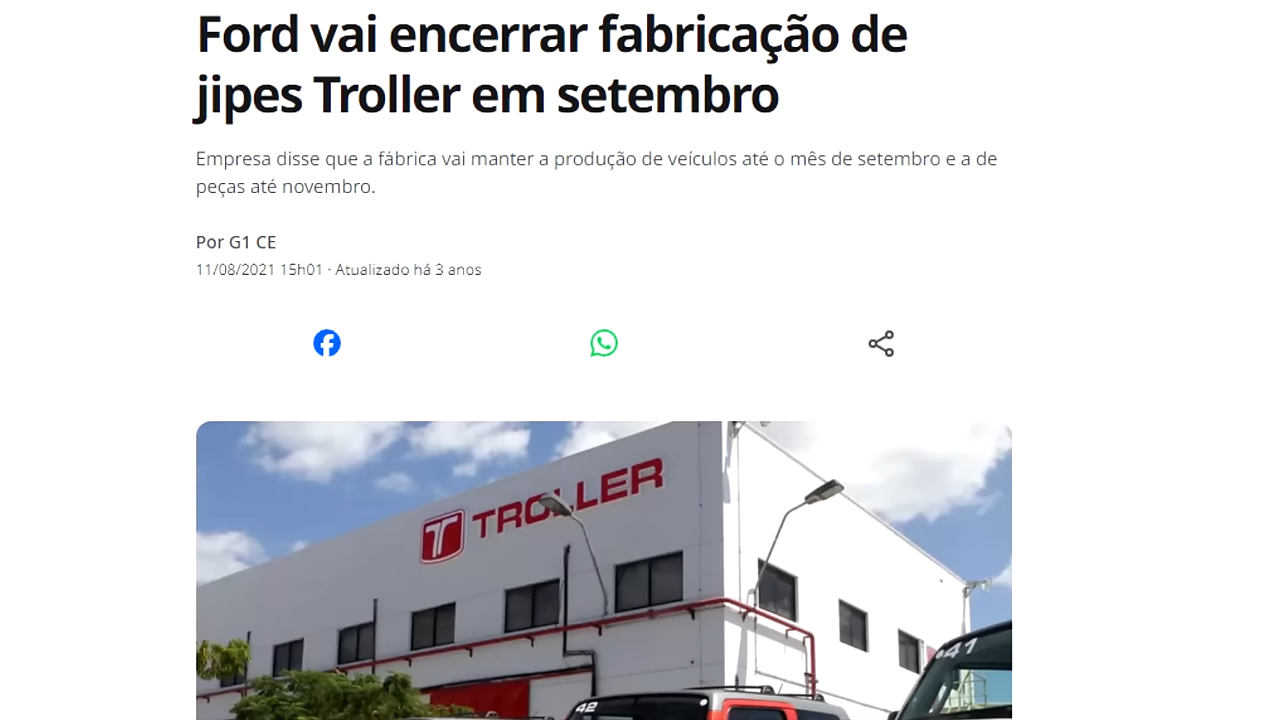 Ford vai encerrar fabricação de
jipes Troller em setembro
Empresa disse que a fábrica vai manter a produção de veículos até o mês de setembro e a de
peças até novembro.
Por G1 CE
11/08/2021 15h01 · Atualizado há 3 anos
T TROLLER
41
42